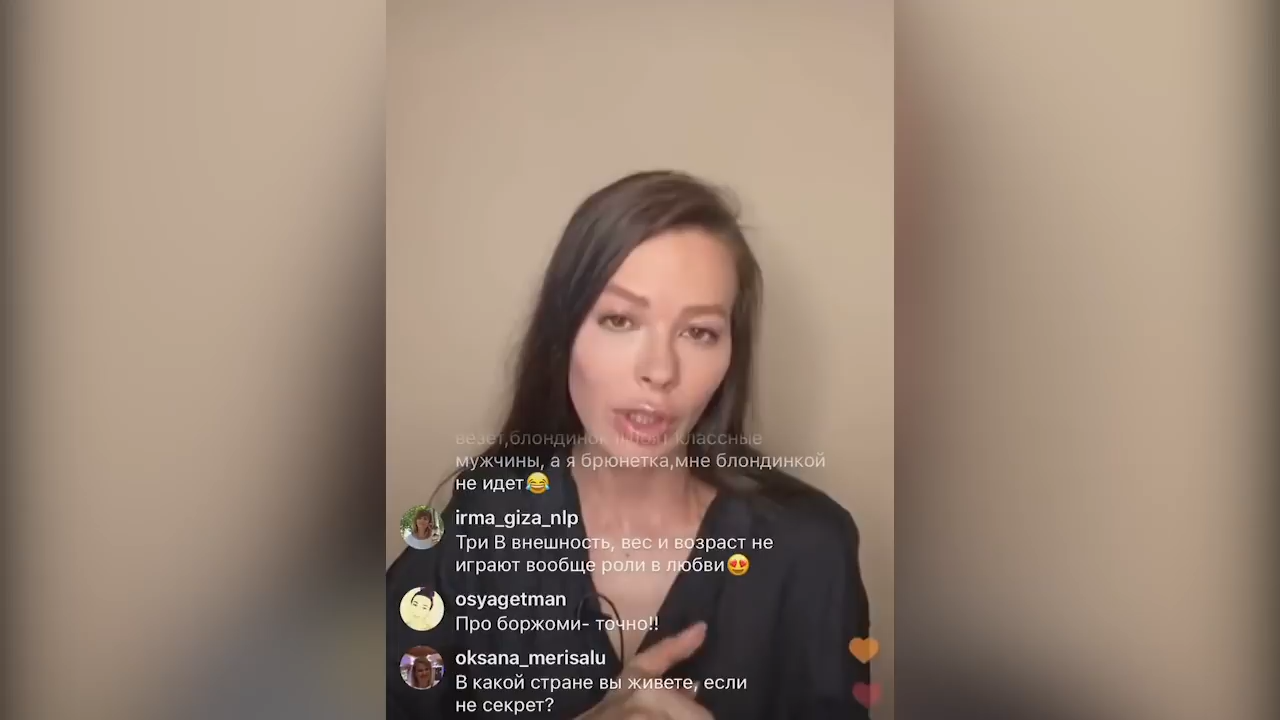 мужчины, а я брюнетка,мне блондинкой
не идет😂
irma_giza_nlp
Три В внешность, вес и возраст не
играют вообще роли в любви😍
osyagetman
Про боржоми- точно!!
oksana_merisalu
В какой стране вы живете, если
не секрет?